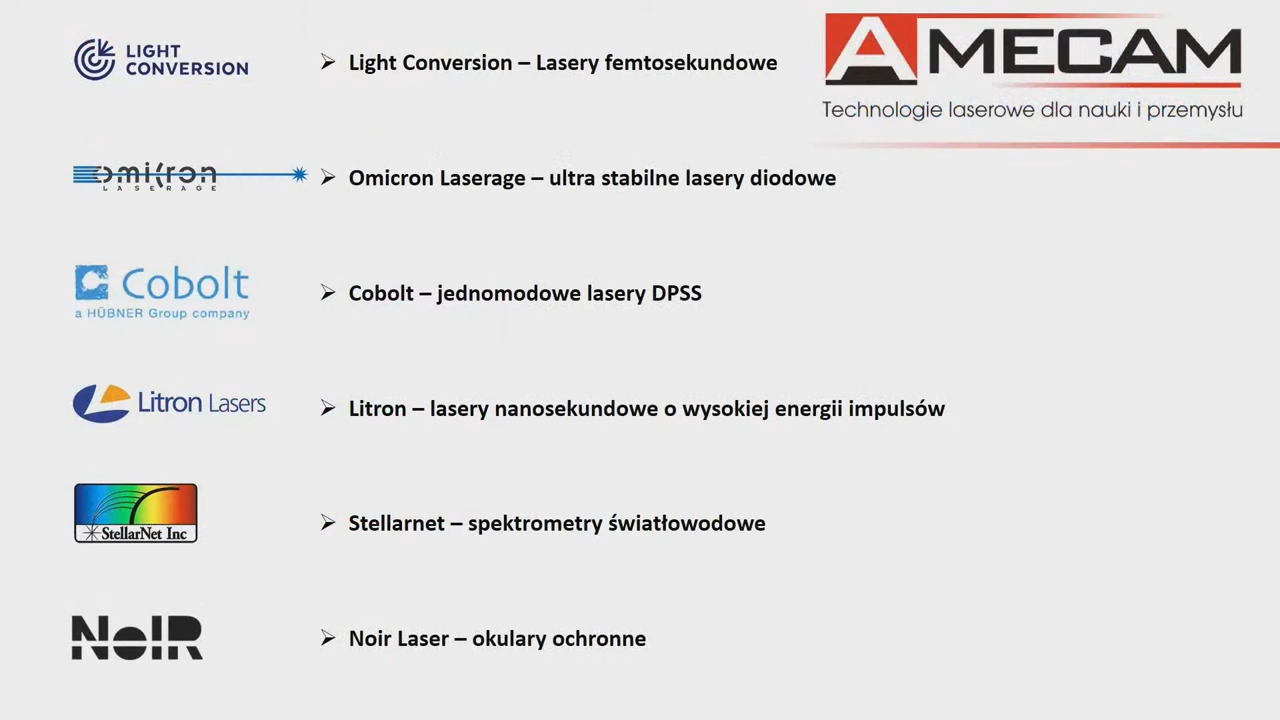 LIGHT
CONVERSION
Light Conversion – Lasery femtosekundowe
AMECAM
Technologie laserowe dla nauki i przemysłu
omicron
LASERAGE
Omicron Laserage – ultra stabilne lasery diodowe
Cobolt
a HÜBNER Group company
Cobolt – jednomodowe lasery DPSS
Litron Lasers
Litron – lasery nanosekundowe o wysokiej energii impulsów
StellarNet Inc
Stellarnet – spektrometry światłowodowe
NoIR
Noir Laser – okulary ochronne